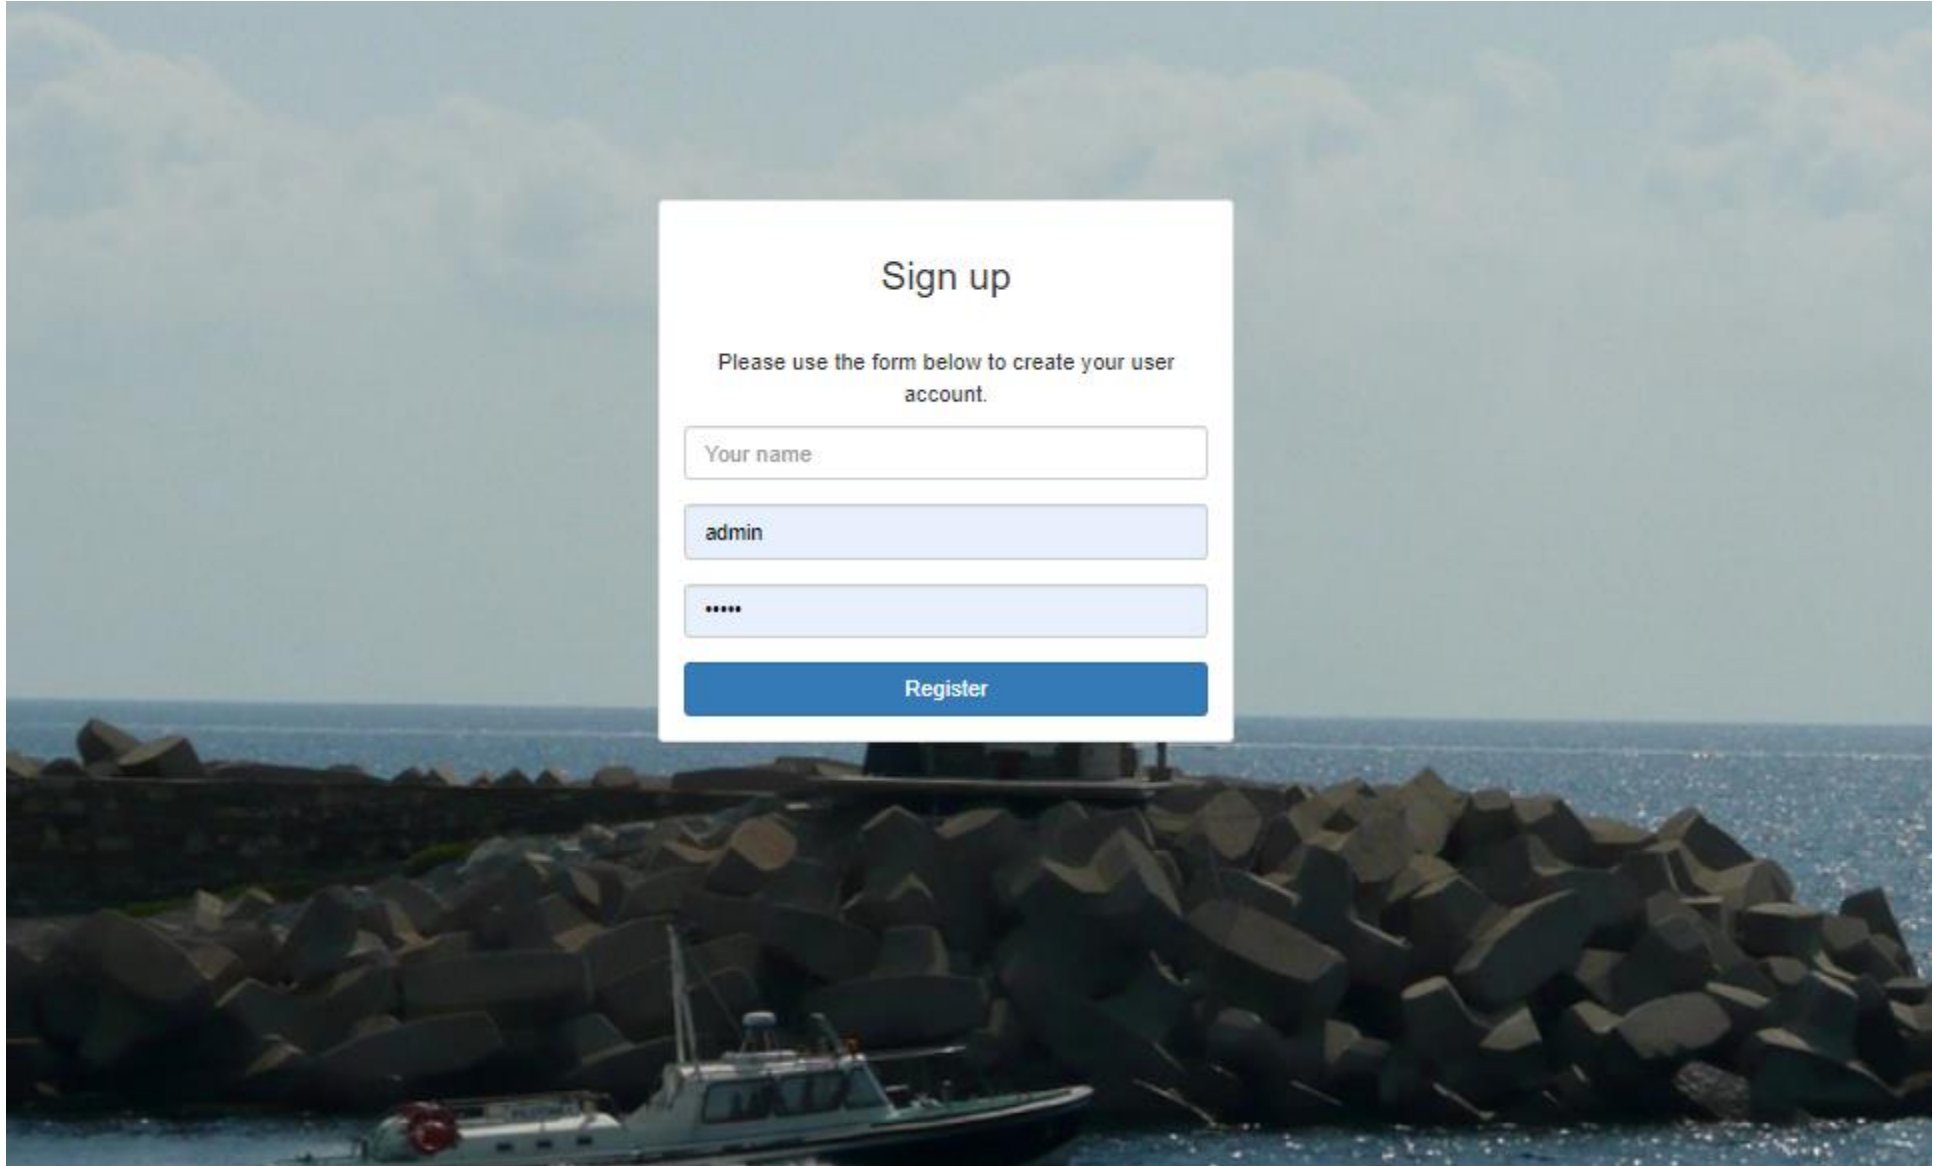 Sign up
Please use the form below to create your user
account.
Your name
admin
•••••
Register